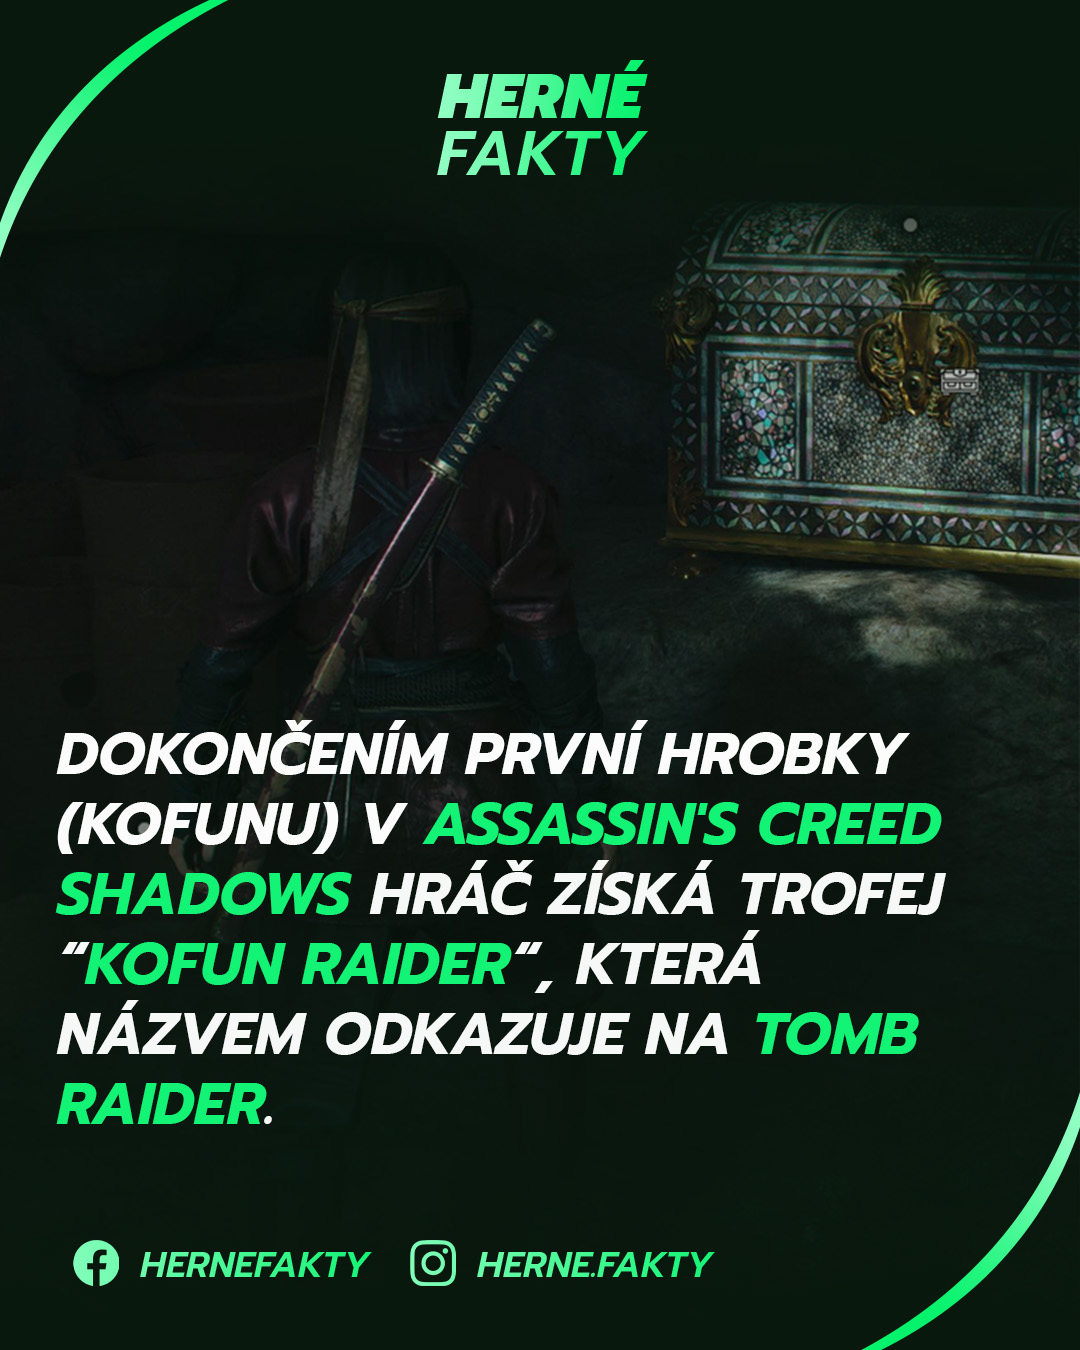 HERNÉ
FAKTY
DOKONČENÍM PRVNÍ HROBKY
(KOFUNU) V ASSASSIN'S CREED
SHADOWS HRÁČ ZÍSKÁ TROFEJ
“KOFUN RAIDER“, KTERÁ
NÁZVEM ODKAZUJE NA TOMB
RAIDER.
HERNEFAKTY HERNE.FAKTY